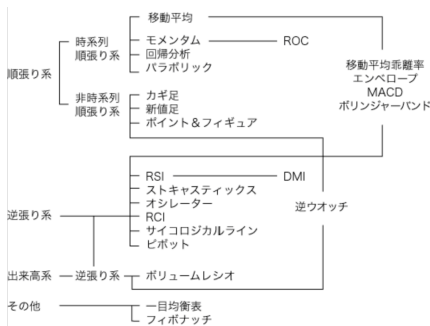 移動平均
時系列
順張り系
モメンタム
ROC
回帰分析
パラボリック
順張り系
移動平均乖離率
エンベロープ
MACD
ボリンジャーバンド
非時系列
順張り系
カギ足
新値足
ポイント＆フィギュア
RSI
DMI
ストキャスティックス
オシレーター
逆ウオッチ
逆張り系
RCI
サイコロジカルライン
ピボット
出来高系
逆張り系
ボリュームレシオ
その他
一目均衡表
フィボナッチ